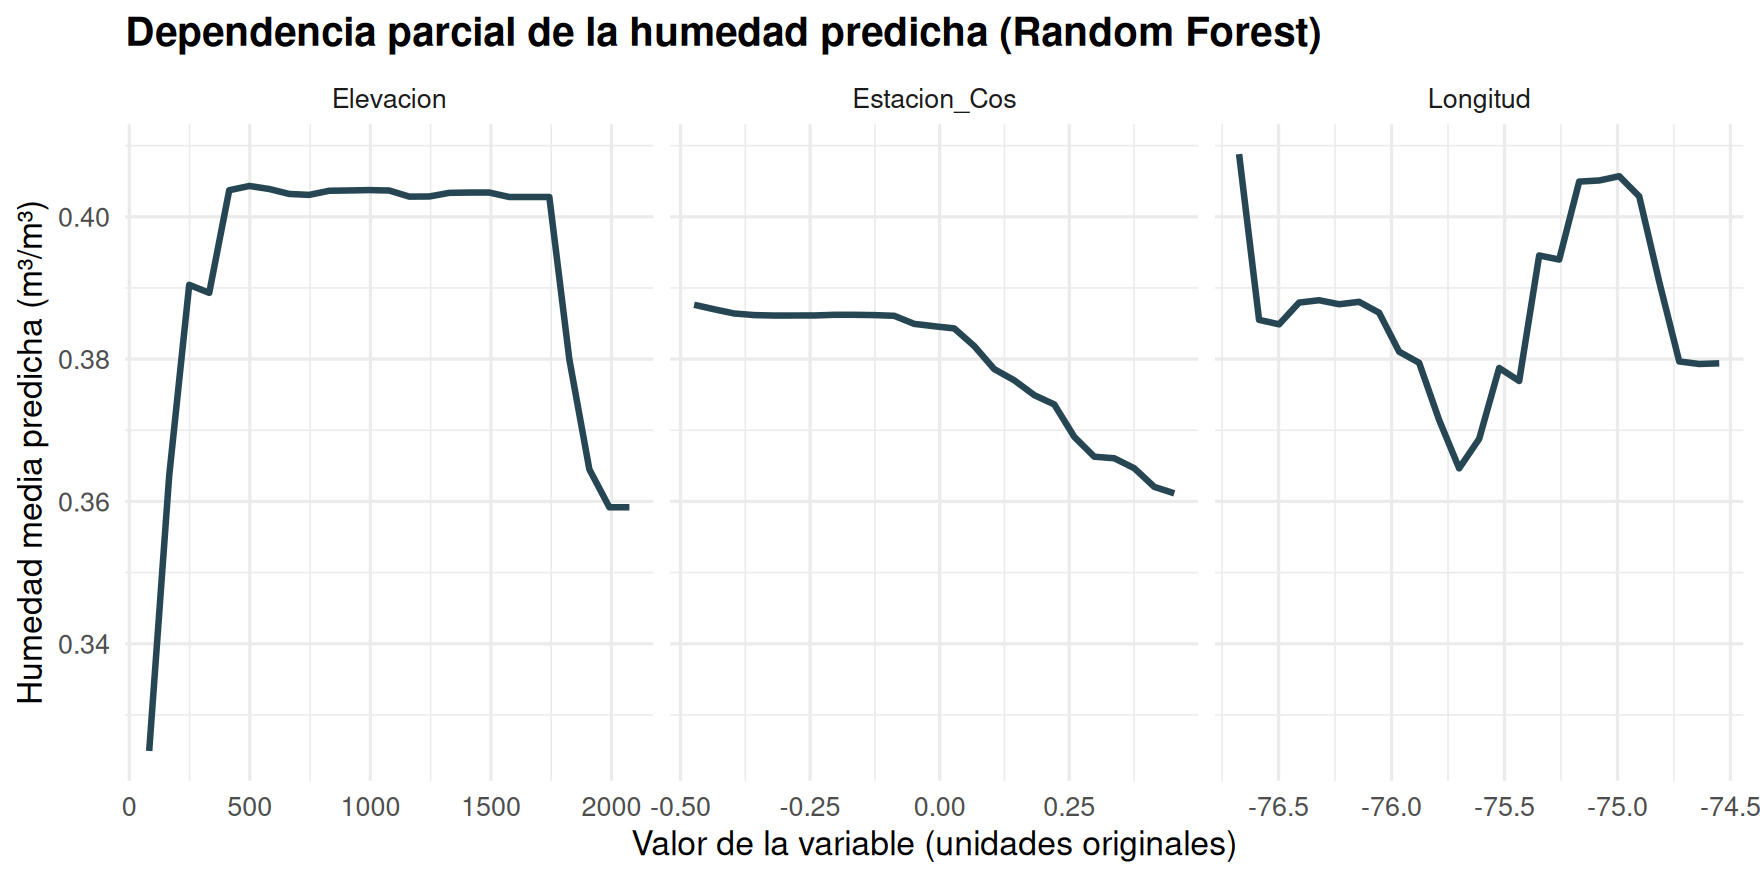 Dependencia parcial de la humedad predicha (Random Forest)
Elevacion
Estacion_Cos
Longitud
Humedad media predicha (m³/m³)
0.40
0.38
0.36
0.34
0 500 1000 1500 2000
-0.50 -0.25 0.00 0.25
-76.5 -76.0 -75.5 -75.0 -74.5
Valor de la variable (unidades originales)